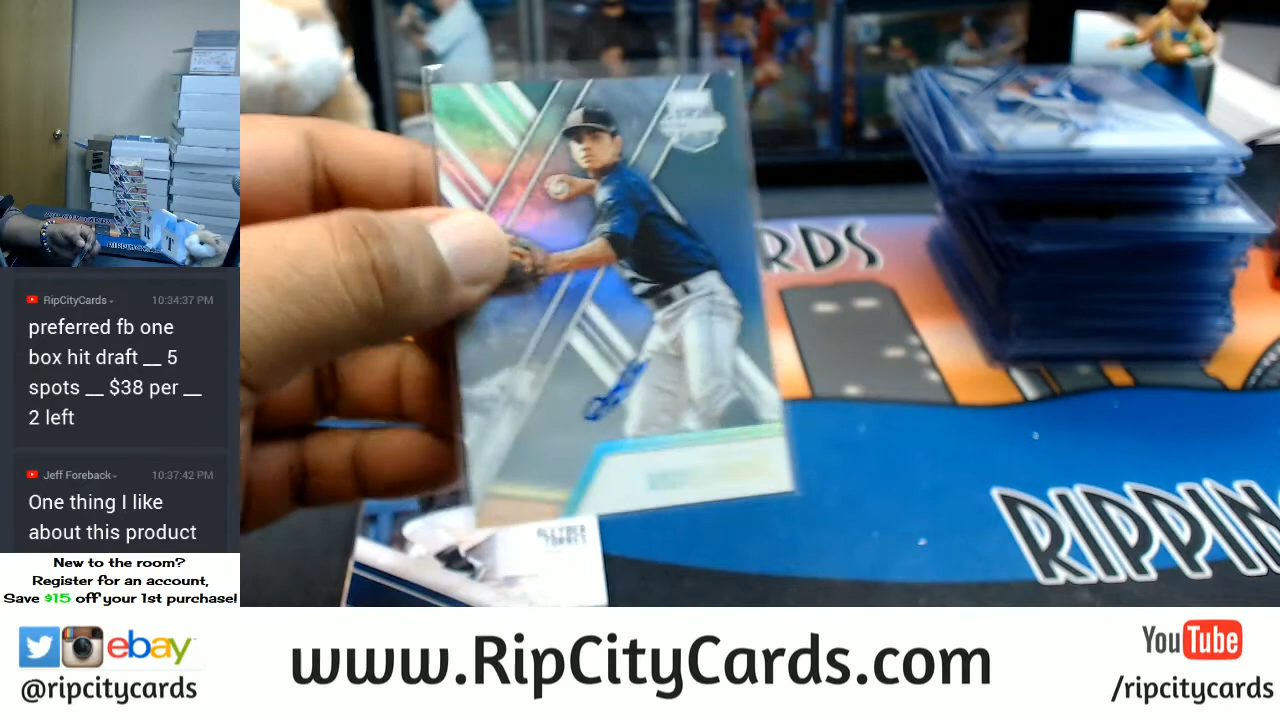 RipCityCards
10:34:37 PM
preferred fb one
box hit draft __ 5
spots __ $38 per __
2 left
Jeff Foreback
10:37:42 PM
One thing I like
about this product
New to the room?
Register for an account,
Save $15 off your 1st purchase!
RDS
RIPPIN
TORRES
ebay
@ripcitycards
www.RipCityCards.com
YouTube
/ripcitycards